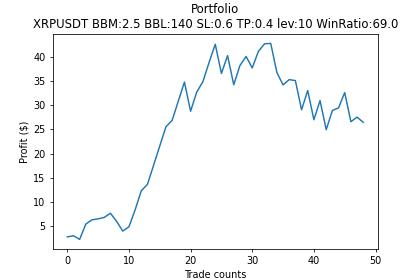 Portfolio
XRPUSDT BBM:2.5 BBL:140 SL:0.6 TP:0.4 lev:10 WinRatio:69.0
40
35
30
25
20
15
10
5
Profit ($)
0 10 20 30 40 50
Trade counts